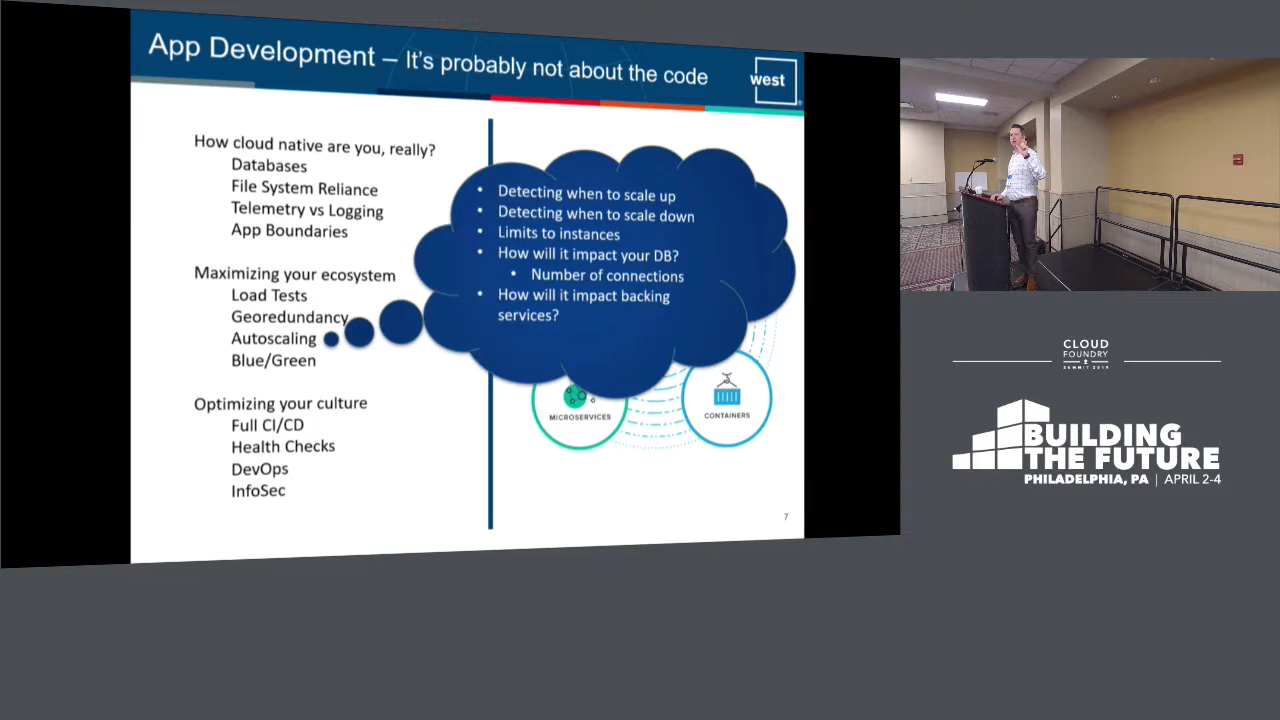 App Development – It's probably not about the code
west
How cloud native are you, really?
Databases
File System Reliance
Telemetry vs Logging
App Boundaries
Maximizing your ecosystem
Load Tests
Georedundancy
Autoscaling
Blue/Green
Optimizing your culture
Full CI/CD
Health Checks
DevOps
InfoSec
• Detecting when to scale up
• Detecting when to scale down
• Limits to instances
• How will it impact your DB?
• Number of connections
• How will it impact backing
services?
MICROSERVICES
CONTAINERS
7
CLOUD
FOUNDRY
SUMMIT 2019
BUILDING
THE FUTURE
PHILADELPHIA, PA | APRIL 2-4